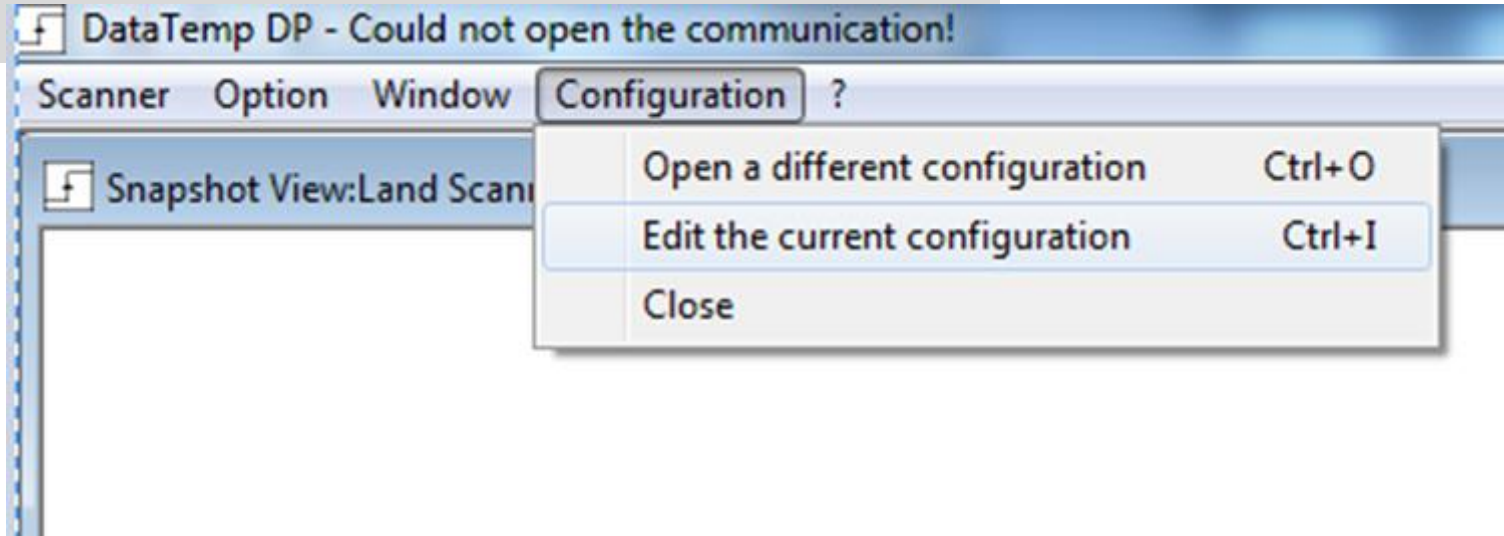 DataTemp DP - Could not open the communication!
Scanner Option Window Configuration ?
Snapshot View:Land
Open a different configuration Ctrl+O
Edit the current configuration Ctrl+I
Close